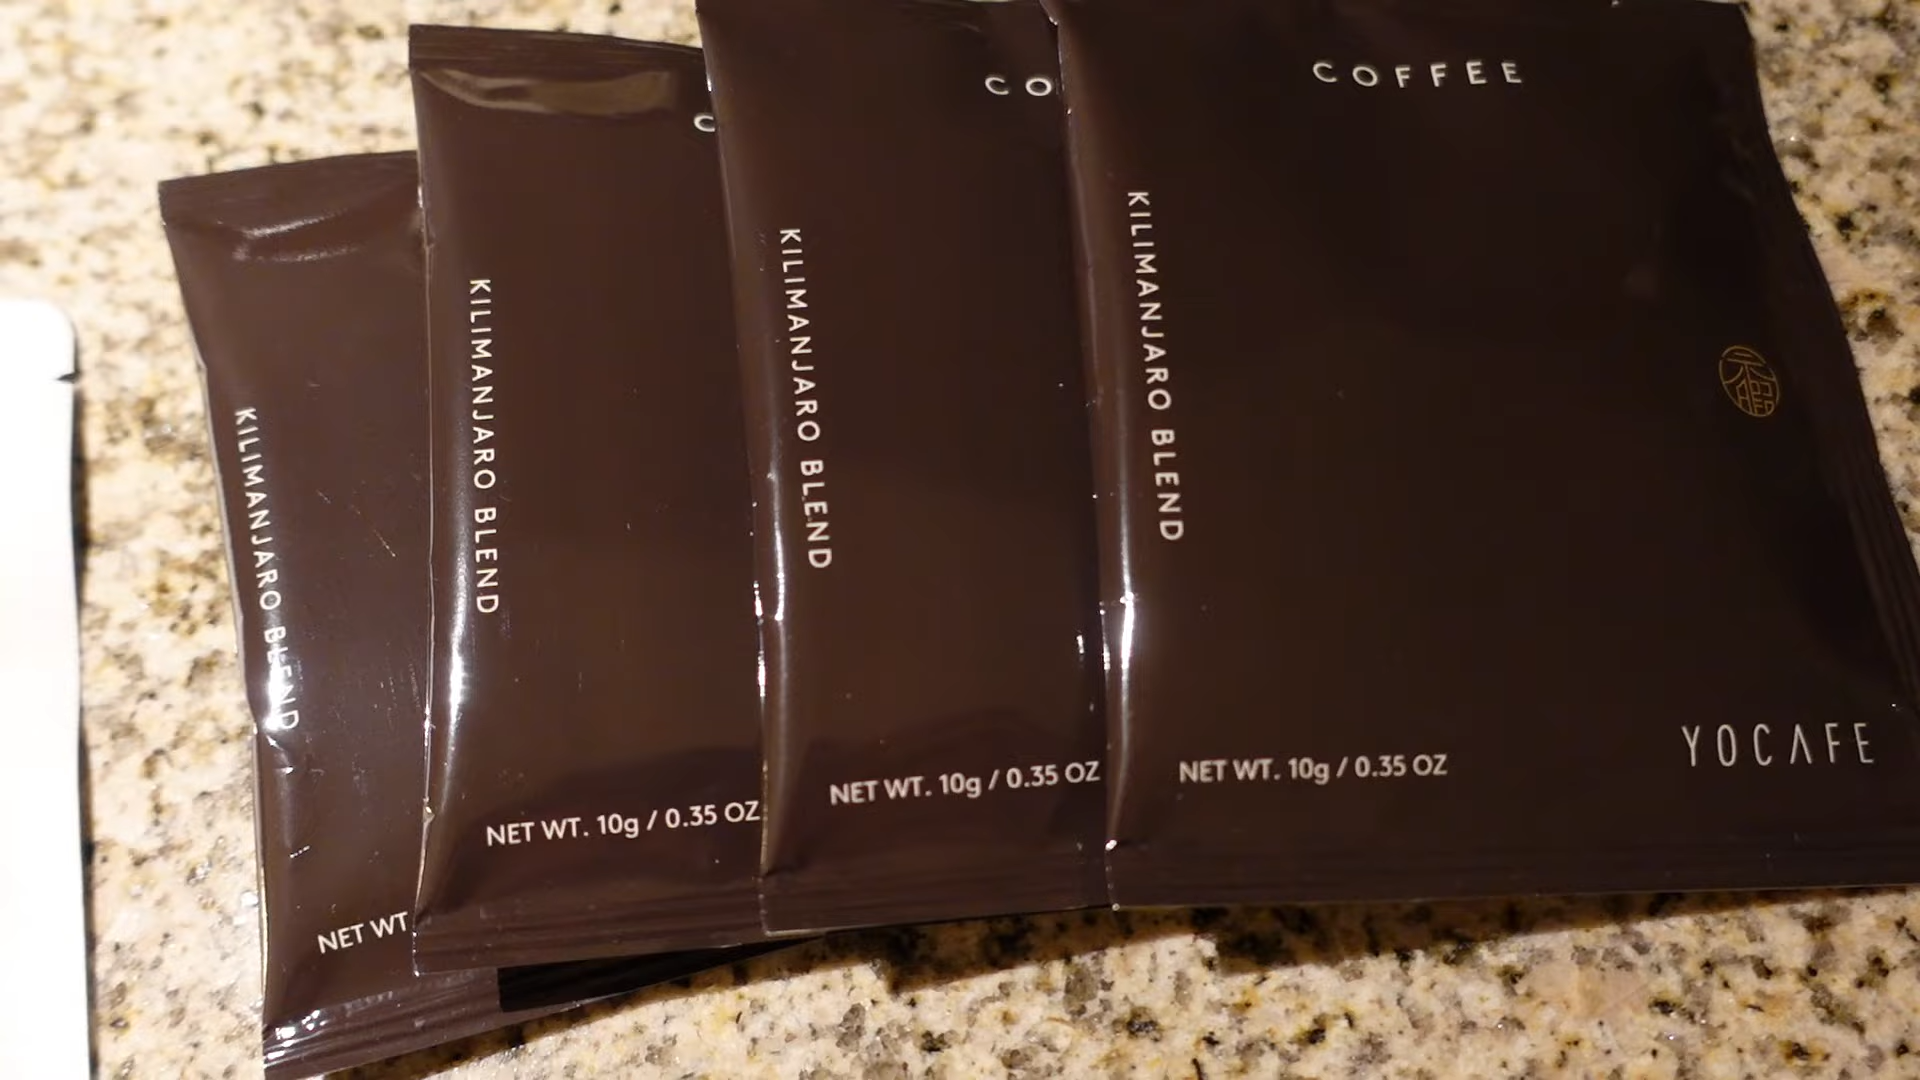 KILIMANJARO BLEND
NET WT
C
KILIMANJARO BLEND
NET WT. 10g / 0.35 OZ
CO
KILIMANJARO BLEND
NET WT. 10g / 0.35 OZ
COFFEE
KILIMANJARO BLEND
福
NET WT. 10g / 0.35 OZ
YOCAFE